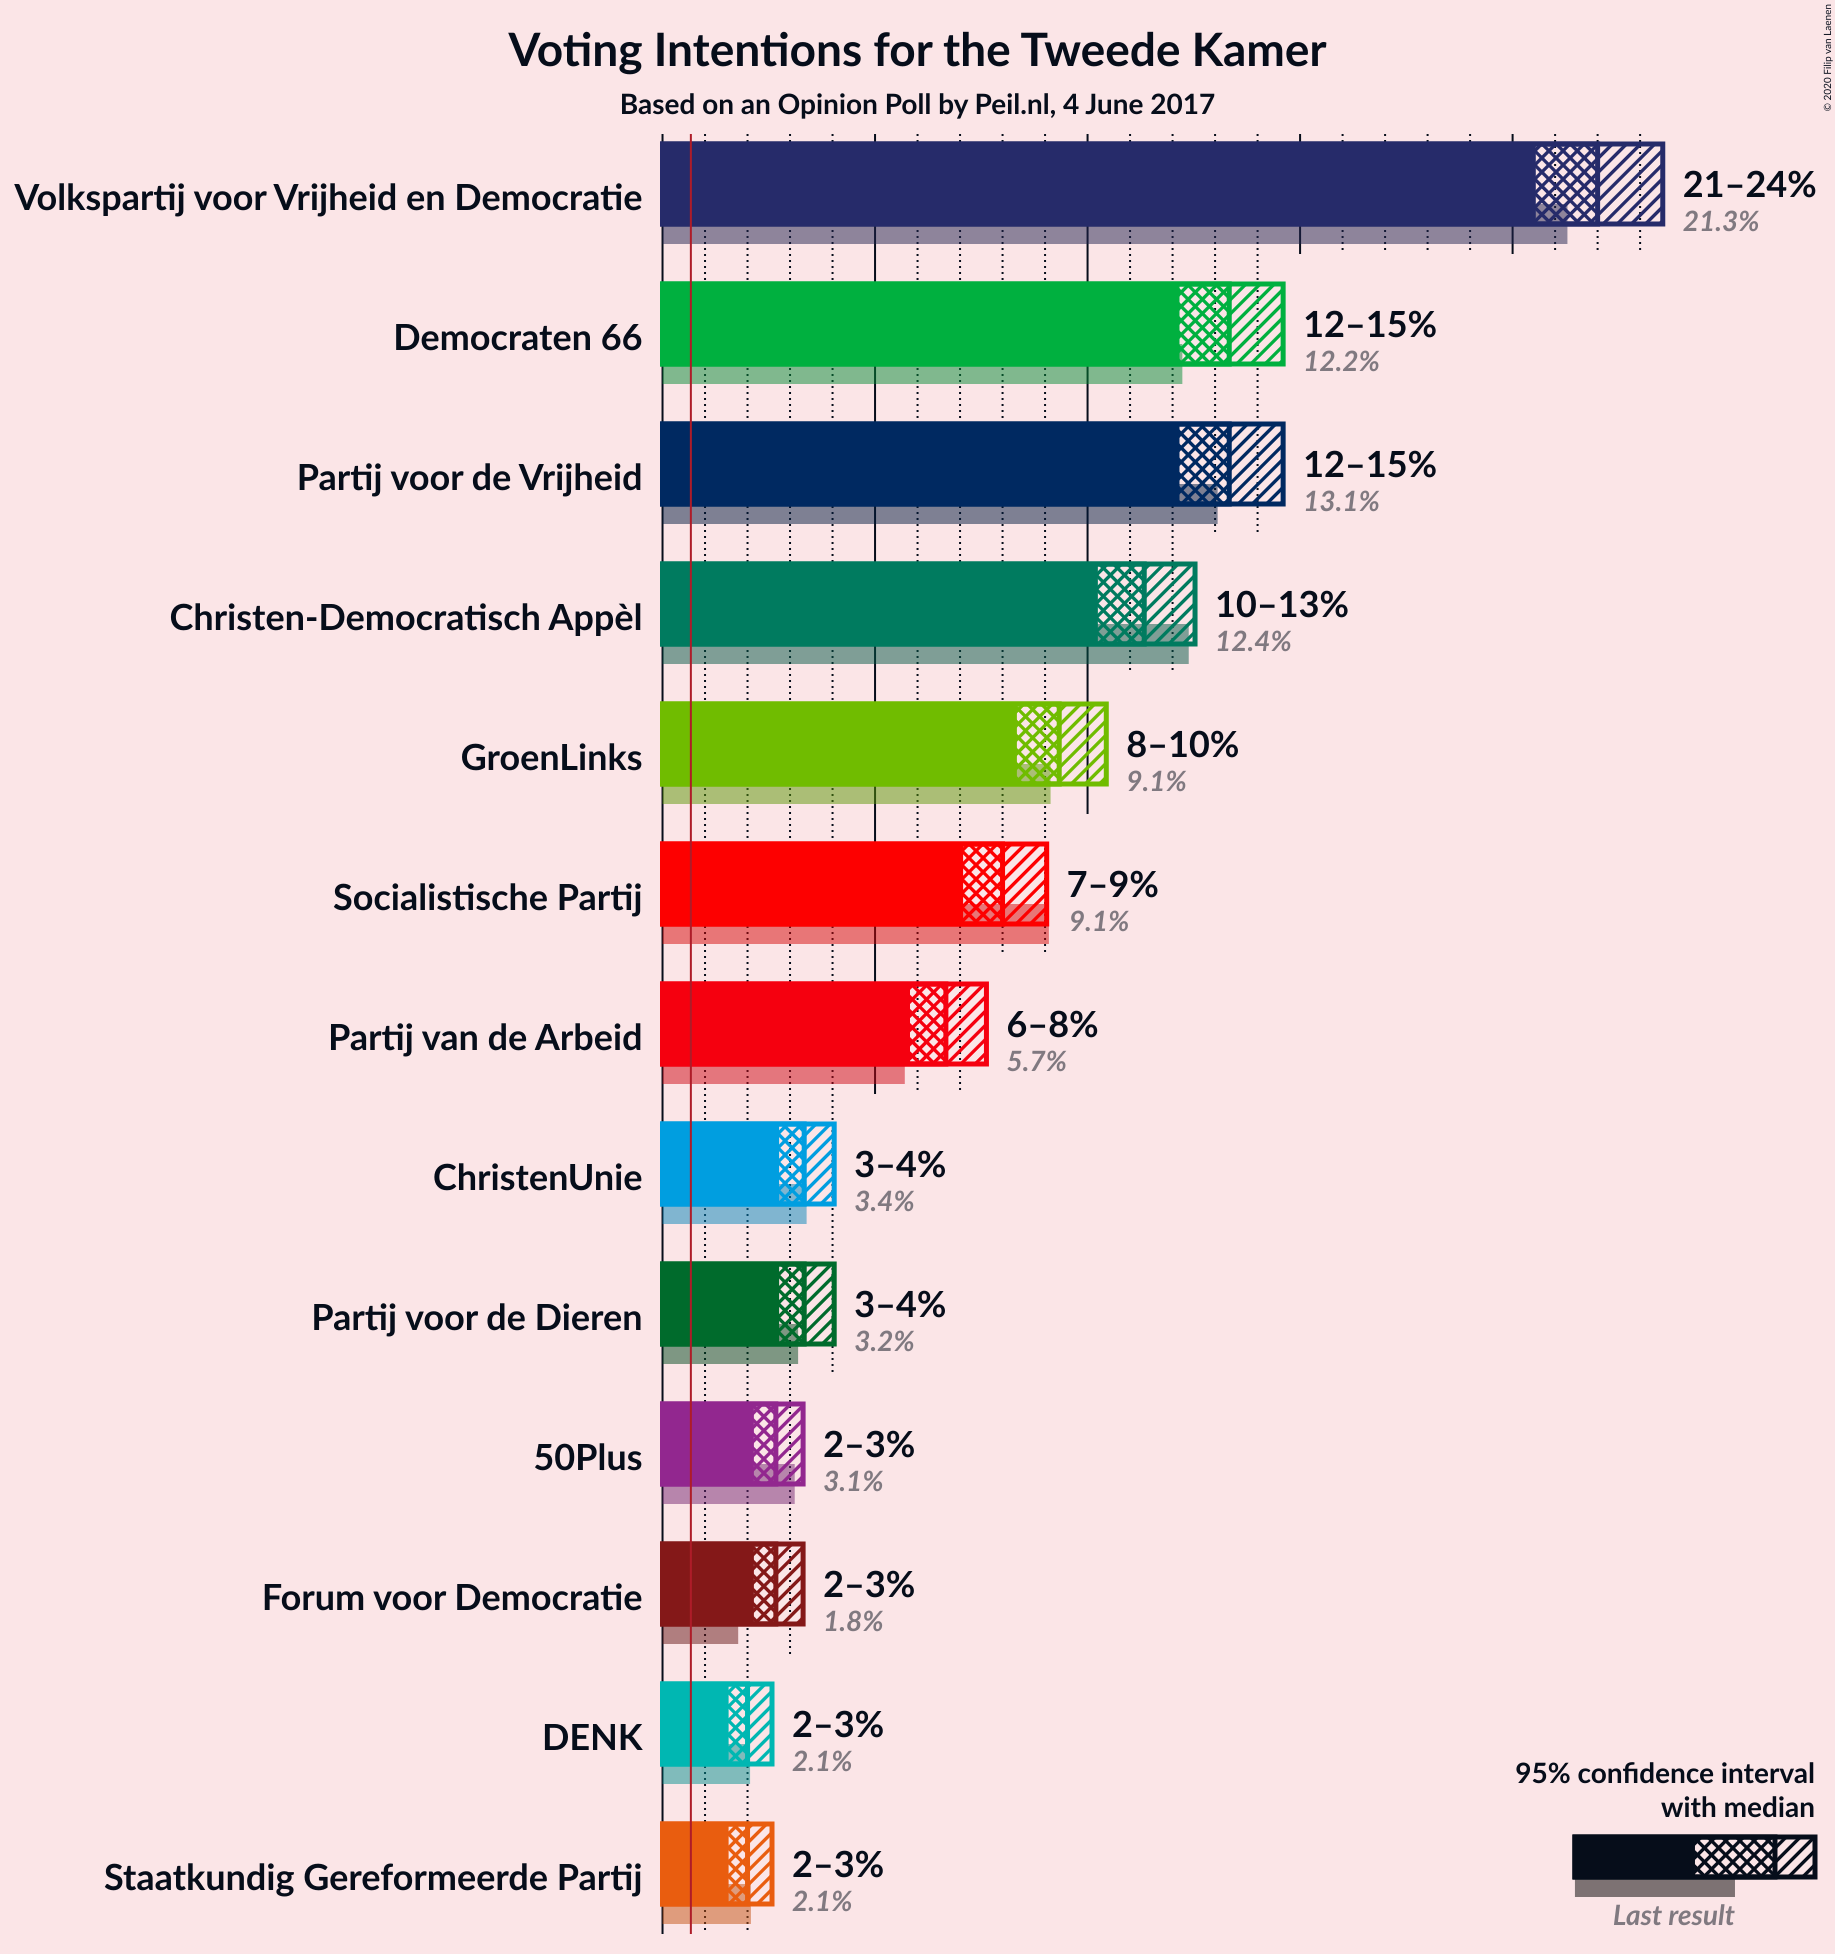 Voting Intentions for the Tweede Kamer
Based on an Opinion Poll by Peil.nl, 4 June 2017
© 2020 Filip van Laenen
Volkspartij voor Vrijheid en Democratie
21–24%
21.3%
Democraten 66
12–15%
12.2%
Partij voor de Vrijheid
12–15%
13.1%
Christen-Democratisch Appèl
10–13%
12.4%
GroenLinks
8–10%
9.1%
Socialistische Partij
7–9%
9.1%
Partij van de Arbeid
6–8%
5.7%
ChristenUnie
3–4%
3.4%
Partij voor de Dieren
3–4%
3.2%
50Plus
2–3%
3.1%
Forum voor Democratie
2–3%
1.8%
DENK
2–3%
2.1%
Staatkundig Gereformeerde Partij
2–3%
2.1%
95% confidence interval
with median
Last result